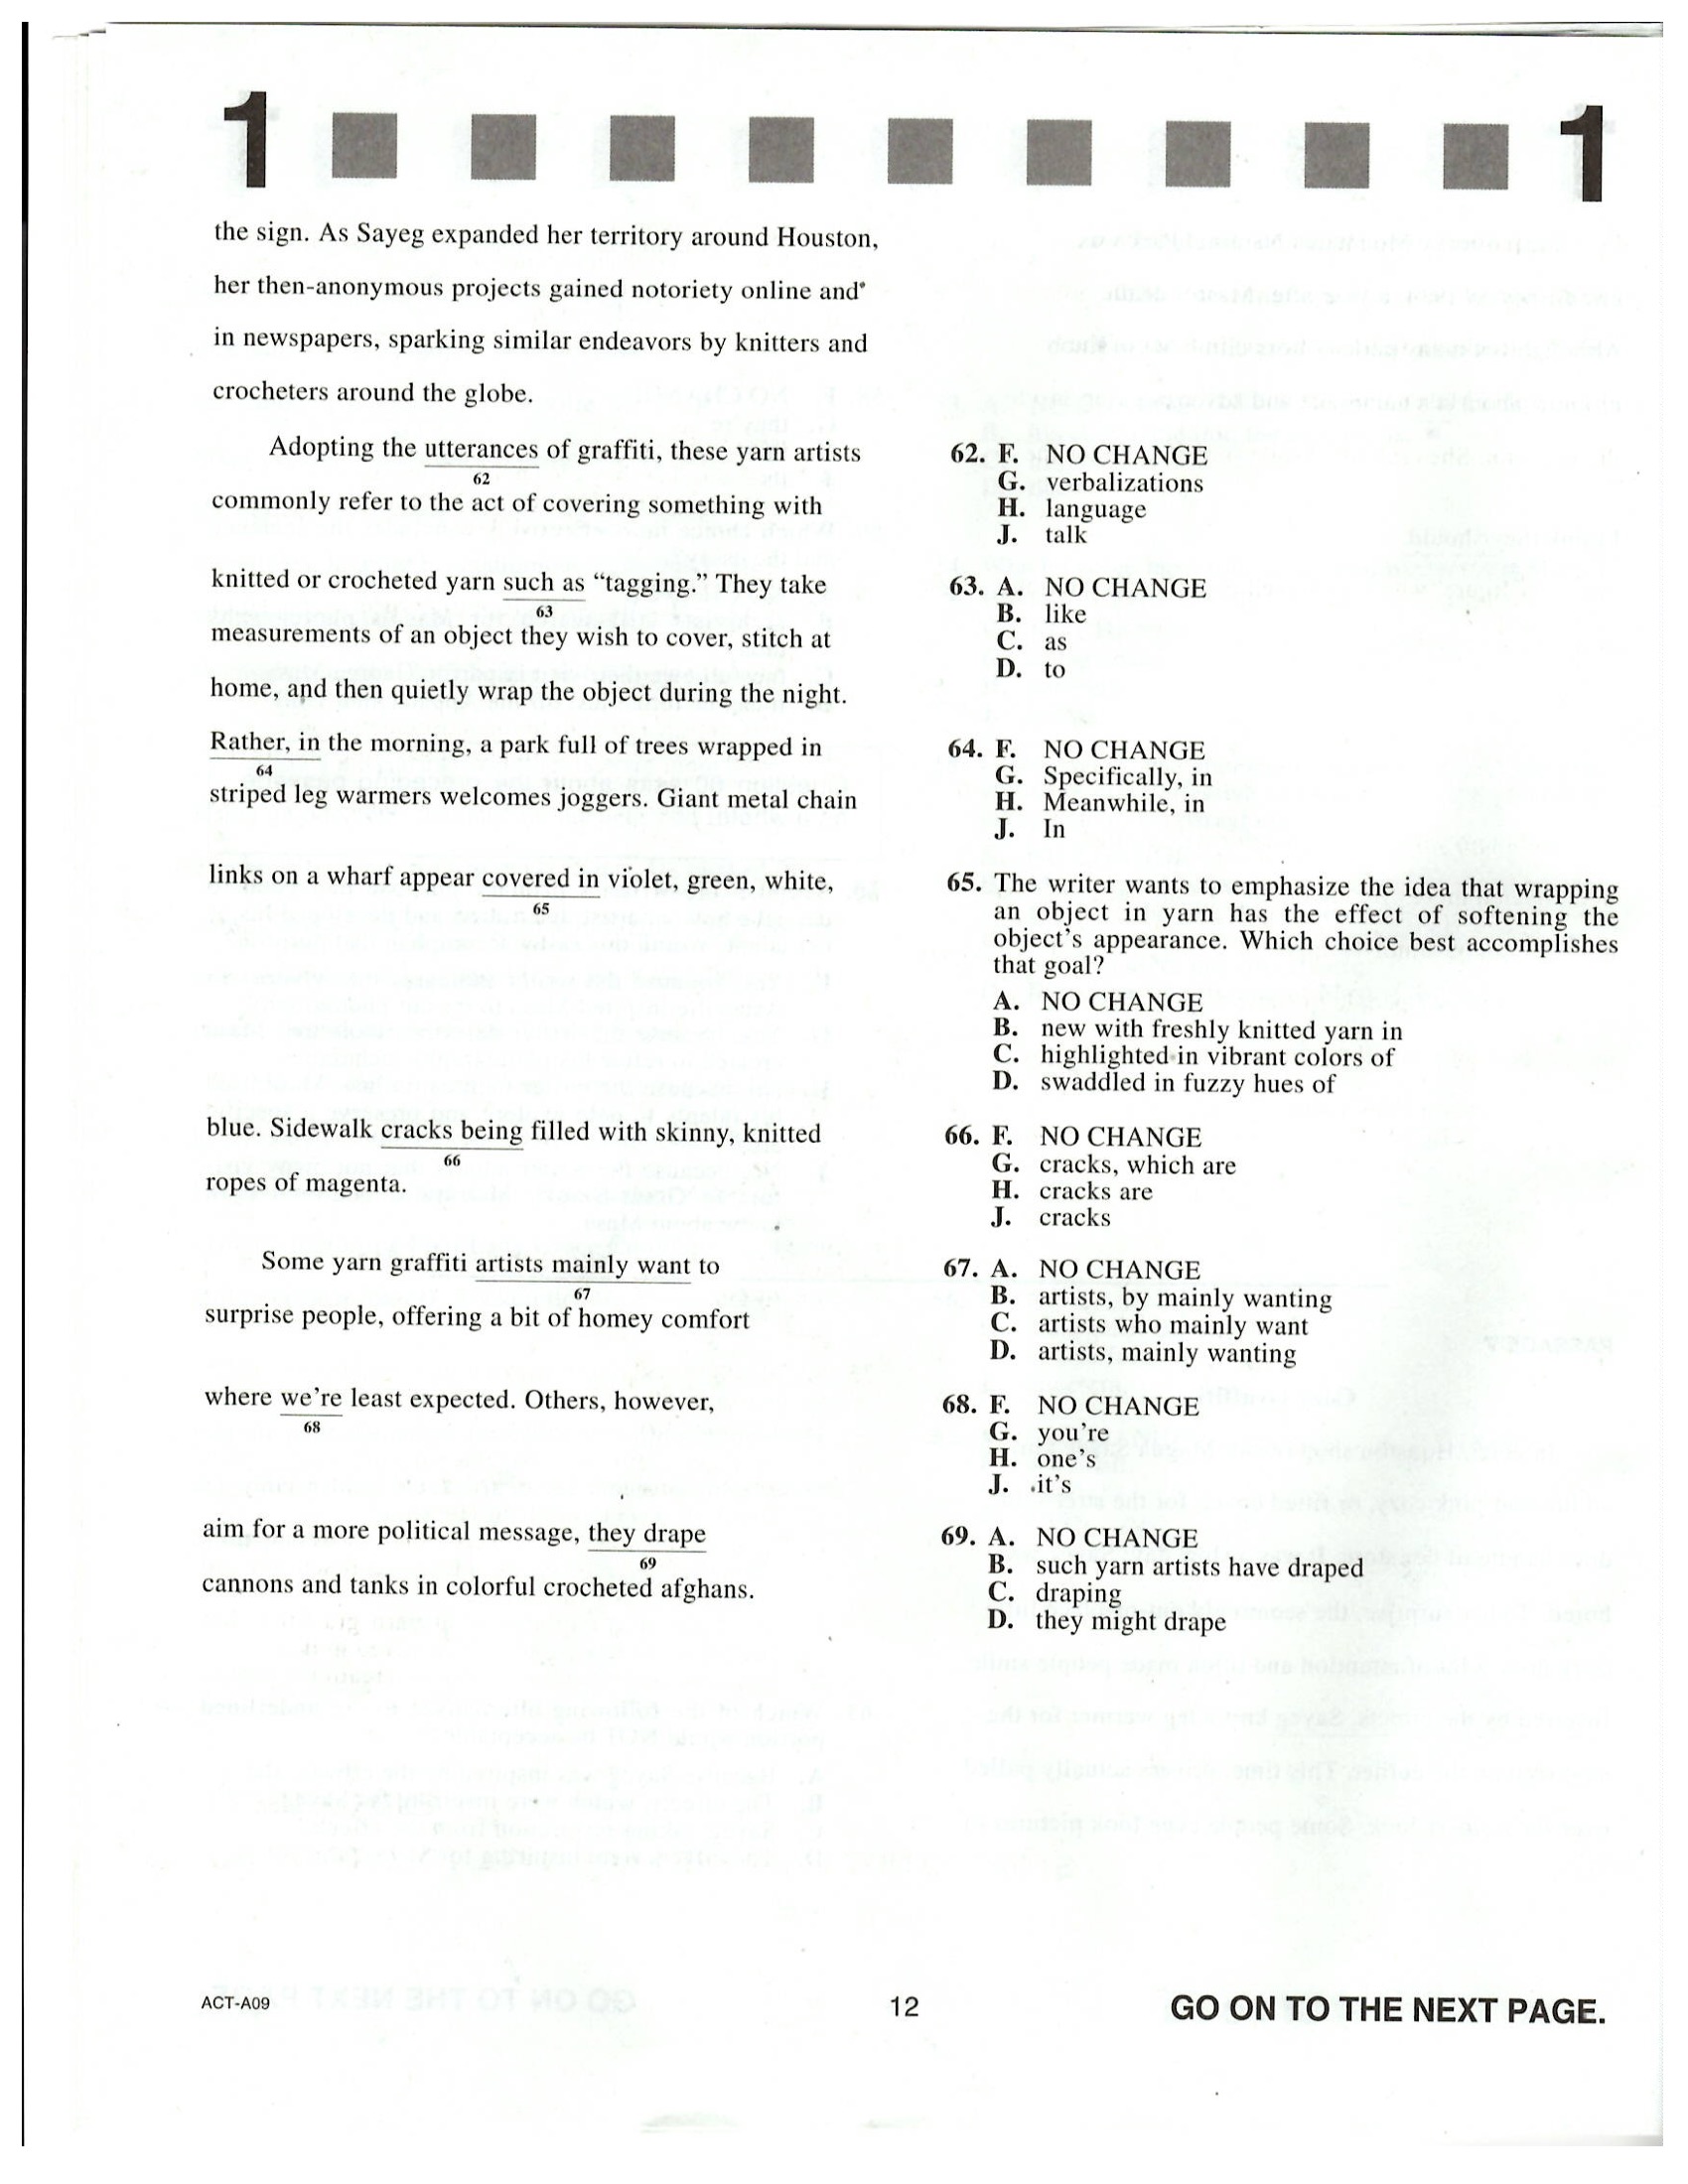 1 1
the sign. As Sayeg expanded her territory around Houston,
her then-anonymous projects gained notoriety online and
in newspapers, sparking similar endeavors by knitters and
crocheters around the globe.
Adopting the utterances of graffiti, these yarn artists
62
commonly refer to the act of covering something with
knitted or crocheted yarn such as “tagging.” They take
63
measurements of an object they wish to cover, stitch at
home, and then quietly wrap the object during the night.
Rather, in the morning, a park full of trees wrapped in
64
striped leg warmers welcomes joggers. Giant metal chain
links on a wharf appear covered in violet, green, white,
65
blue. Sidewalk cracks being filled with skinny, knitted
66
ropes of magenta.
Some yarn graffiti artists mainly want to
67
surprise people, offering a bit of homey comfort
where we’re least expected. Others, however,
68
aim for a more political message, they drape
69
cannons and tanks in colorful crocheted afghans.
62. F. NO CHANGE
G. verbalizations
H. language
J. talk
63. A. NO CHANGE
B. like
C. as
D. to
64. F. NO CHANGE
G. Specifically, in
H. Meanwhile, in
J. In
65. The writer wants to emphasize the idea that wrapping
an object in yarn has the effect of softening the
object’s appearance. Which choice best accomplishes
that goal?
A. NO CHANGE
B. new with freshly knitted yarn in
C. highlighted in vibrant colors of
D. swaddled in fuzzy hues of
66. F. NO CHANGE
G. cracks, which are
H. cracks are
J. cracks
67. A. NO CHANGE
B. artists, by mainly wanting
C. artists who mainly want
D. artists, mainly wanting
68. F. NO CHANGE
G. you’re
H. one’s
J. it’s
69. A. NO CHANGE
B. such yarn artists have draped
C. draping
D. they might drape
ACT-A09 12 GO ON TO THE NEXT PAGE.